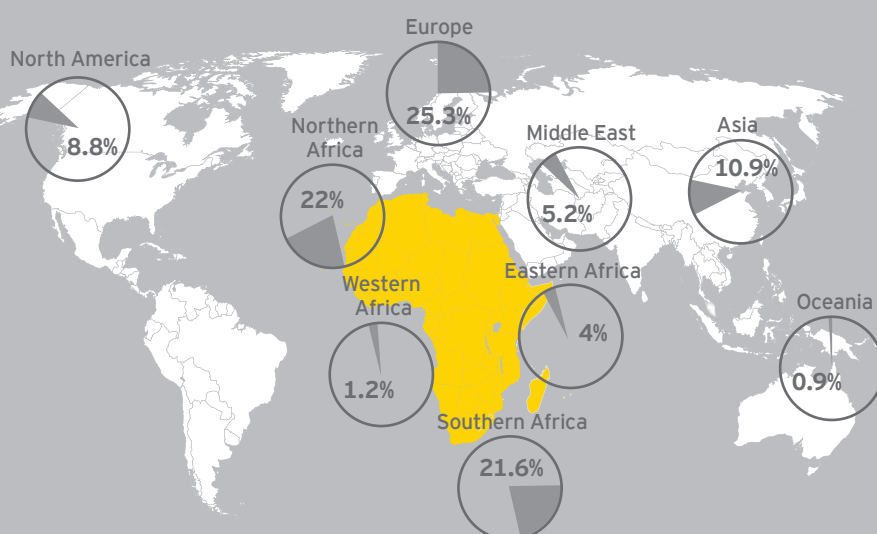 Europe
25.3%
North America
8.8%
Northern
Africa
22%
Middle East
5.2%
Asia
10.9%
Western
Africa
1.2%
Eastern Africa
4%
Oceania
0.9%
Southern Africa
21.6%